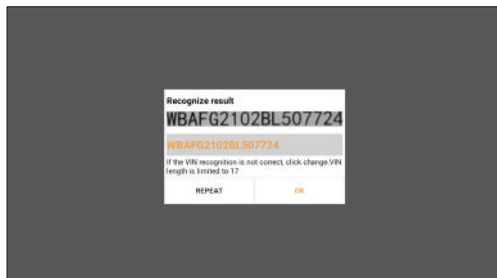 Recognize result
WBAFG2102BL507724
WBAFG2102BL507724
If the VIN recognition is not correct, click change.VIN
length is limited to 17
REPEAT OK